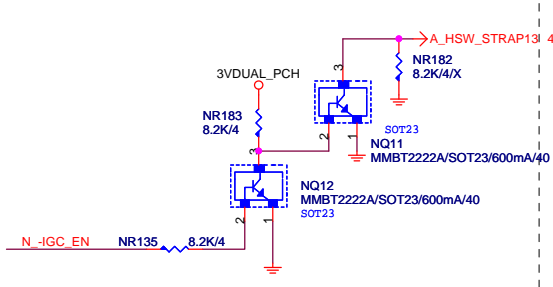 A_HSW_STRAP13 4
3
NR182
8.2K/4/X
3VDUAL_PCH
NR183
8.2K/4
SOT23
2
1
NQ11
MMBT2222A/SOT23/600mA/40
3
NQ12
MMBT2222A/SOT23/600mA/40
SOT23
2
1
N_-IGC_EN
NR135
8.2K/4